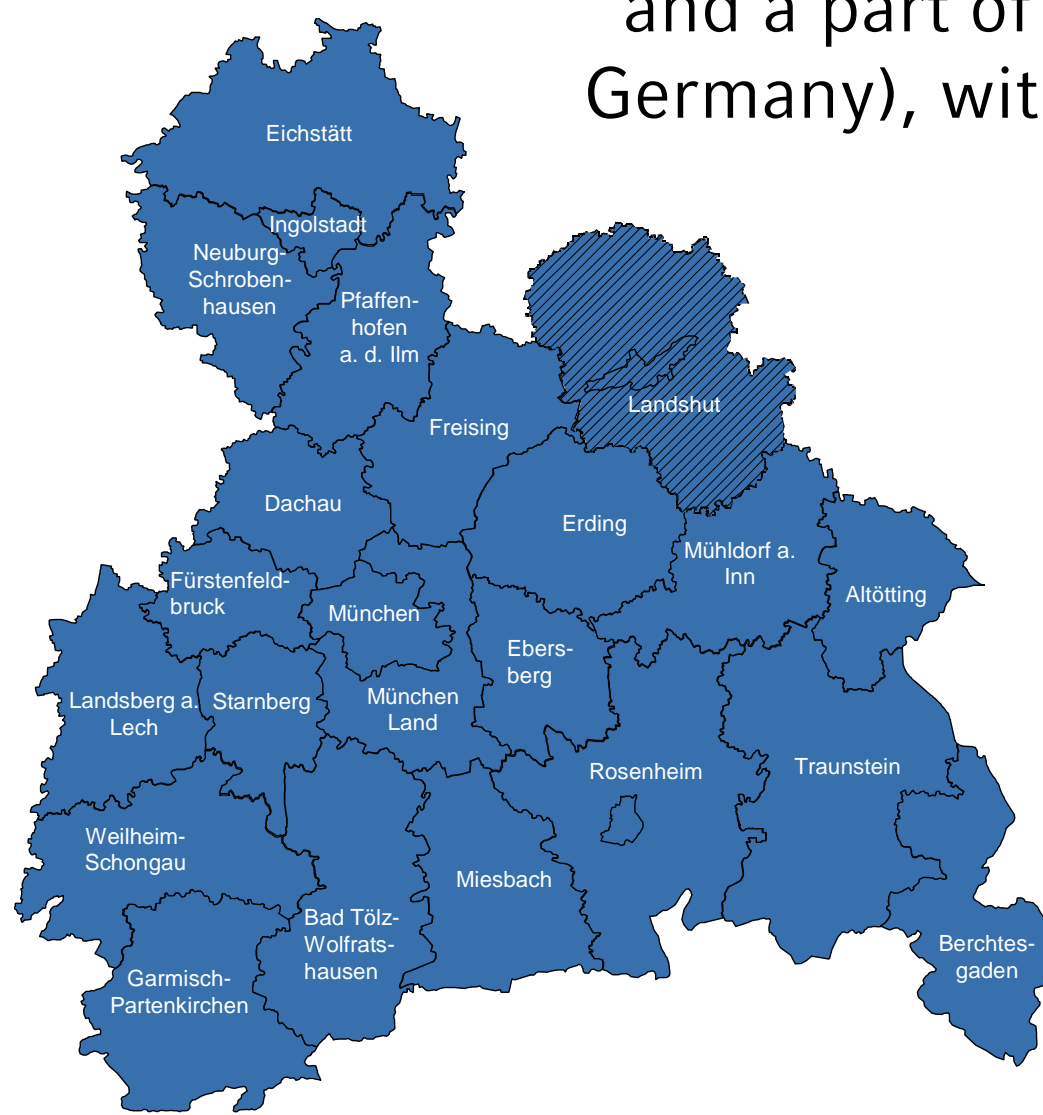 and a part of
Germany), wit
Eichstätt
Ingolstadt
Neuburg-
Schroben-
hausen
Pfaffen-
hofen
a. d. Ilm
Landshut
Freising
Dachau
Erding
Mühldorf a.
Inn
Altötting
Fürstenfeld-
bruck
München
Ebers-
berg
Landsberg a.
Lech
Starnberg
München
Land
Rosenheim
Traunstein
Weilheim-
Schongau
Miesbach
Bad Tölz-
Wolfrats-
hausen
Berchtes-
gaden
Garmisch-
Partenkirchen